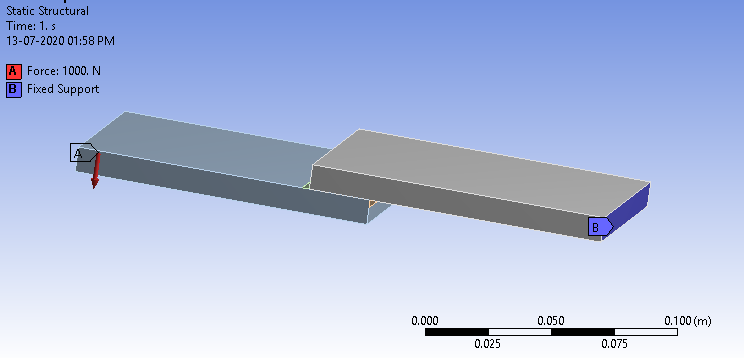 Static Structural
Time: 1. s
13-07-2020 01:58 PM
A Force: 1000. N
B Fixed Support
A
B
0.000 0.050 0.100 (m)
0.025 0.075